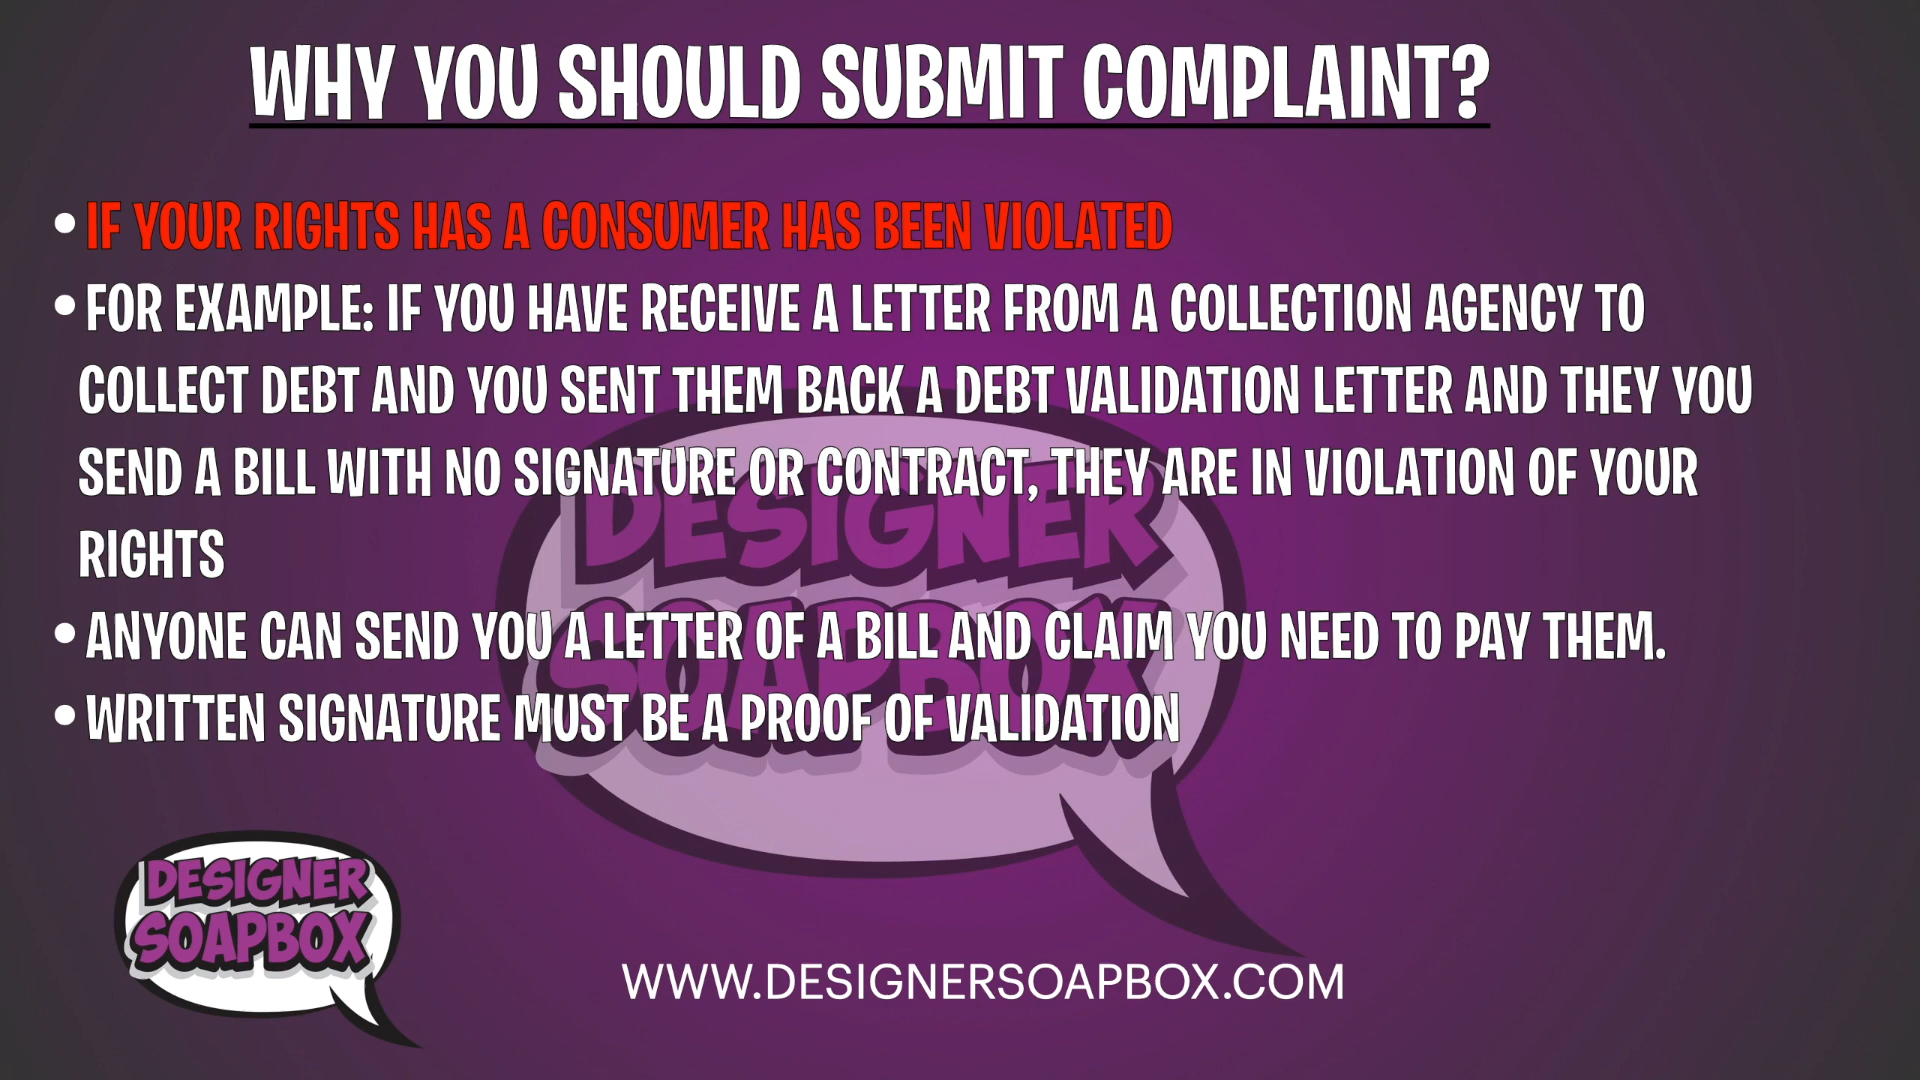 WHY YOU SHOULD SUBMIT COMPLAINT?
• IF YOUR RIGHTS HAS A CONSUMER HAS BEEN VIOLATED
• FOR EXAMPLE: IF YOU HAVE RECEIVE A LETTER FROM A COLLECTION AGENCY TO
COLLECT DEBT AND YOU SENT THEM BACK A DEBT VALIDATION LETTER AND THEY YOU
SEND A BILL WITH NO SIGNATURE OR CONTRACT, THEY ARE IN VIOLATION OF YOUR
RIGHTS
DESIGNER
SOAPBOX
• ANYONE CAN SEND YOU A LETTER OF A BILL AND CLAIM YOU NEED TO PAY THEM.
• WRITTEN SIGNATURE MUST BE A PROOF OF VALIDATION
DESIGNER
SOAPBOX
WWW.DESIGNERSOAPBOX.COM